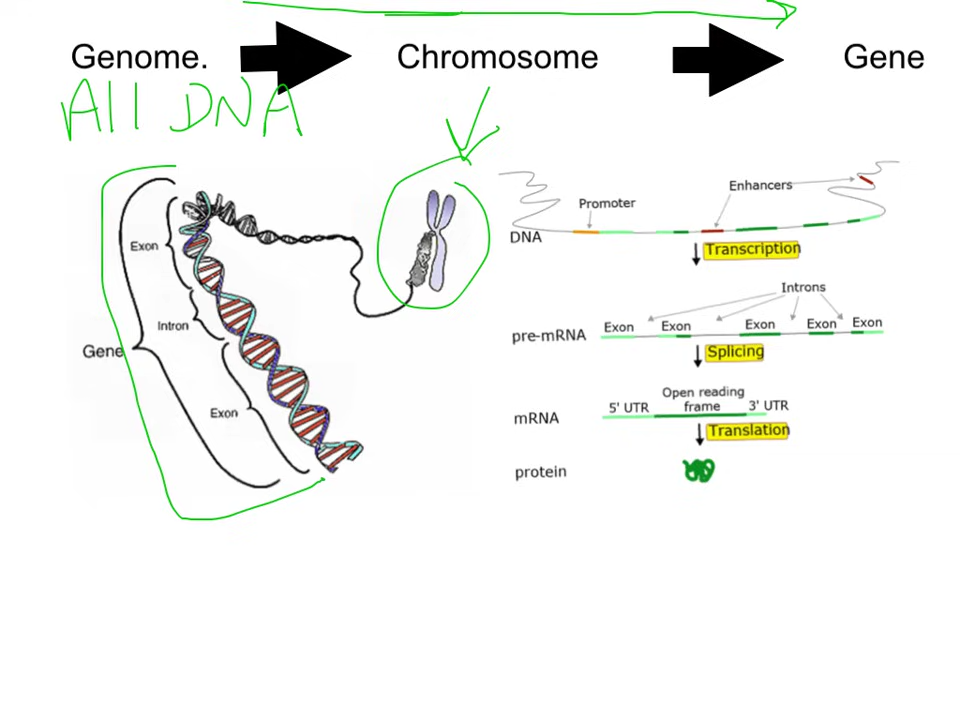 Genome. Chromosome Gene
All DNA
Exon
Intron
Gene
Exon
Enhancers
Promoter
DNA
Transcription
Introns
Exon Exon Exon Exon Exon
pre-mRNA
Splicing
Open reading
frame
5' UTR 3' UTR
mRNA
Translation
protein